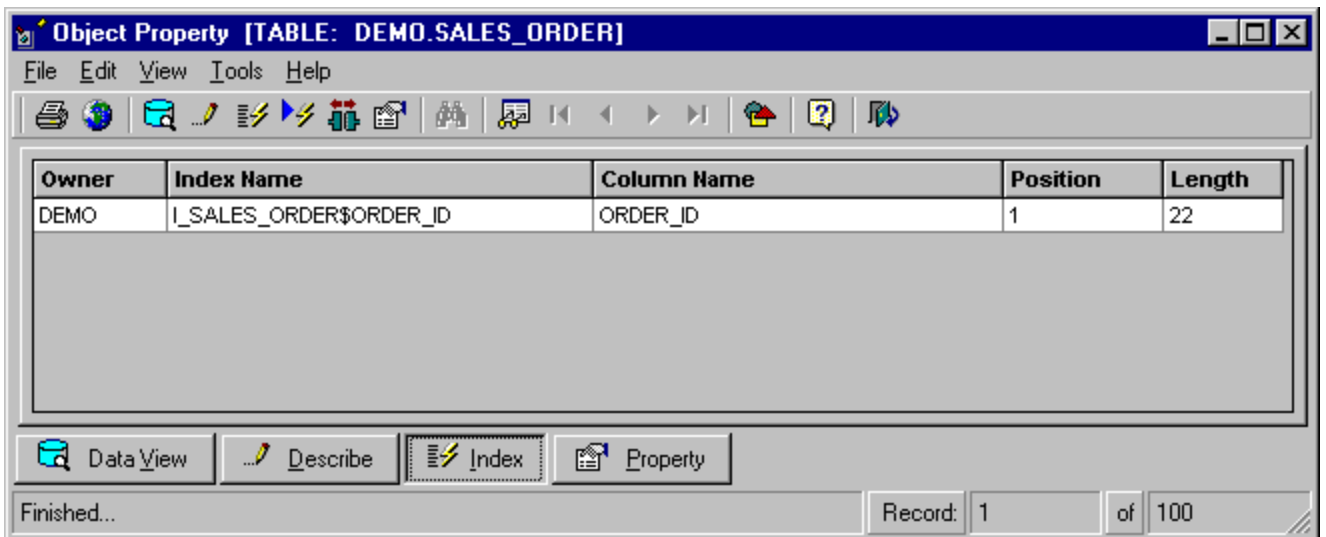 Object Property [TABLE: DEMO.SALES_ORDER]
File Edit View Tools Help
Owner Index Name Column Name Position Length
DEMO I_SALES_ORDER$ORDER_ID ORDER_ID 1 22
Data View Describe Index Property
Finished... Record: 1 of 100